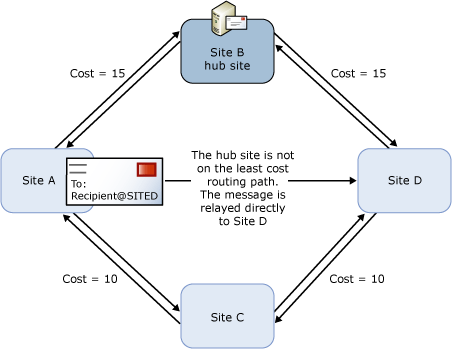 Site B
hub site
Cost = 15
Cost = 15
Site A
To:
Recipient@SITED
The hub site is not
on the least cost
routing path.
The message is
relayed directly
to Site D
Site D
Cost = 10
Cost = 10
Site C